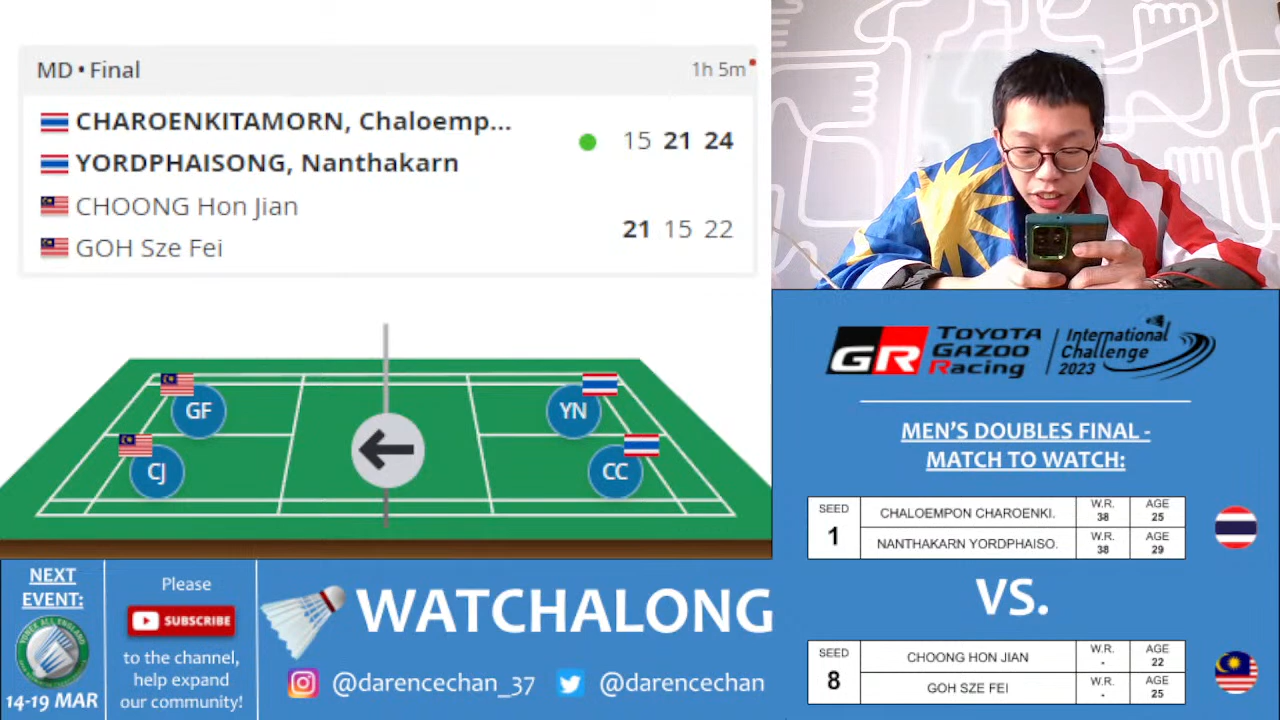 MD • Final 1h 5m
CHAROENKITAMORN, Chaloemp...
YORDPHAISONG, Nanthakarn
15 21 24
CHOONG Hon Jian
GOH Sze Fei
21 15 22
GF
CJ
YN
CC
GR TOYOTA GAZOO Racing
International Challenge 2023
MEN'S DOUBLES FINAL -
MATCH TO WATCH:
SEED 1
CHALOEMPON CHAROENKI. W.R. 38 AGE 25
NANTHAKARN YORDPHAISO. W.R. 38 AGE 29
VS.
SEED 8
CHOONG HON JIAN W.R. - AGE 22
GOH SZE FEI W.R. - AGE 25
NEXT
EVENT:
YONEX ALL ENGLAND
14-19 MAR
Please
SUBSCRIBE
to the channel,
help expand
our community!
WATCHALONG
@darencechan_37 @darencechan